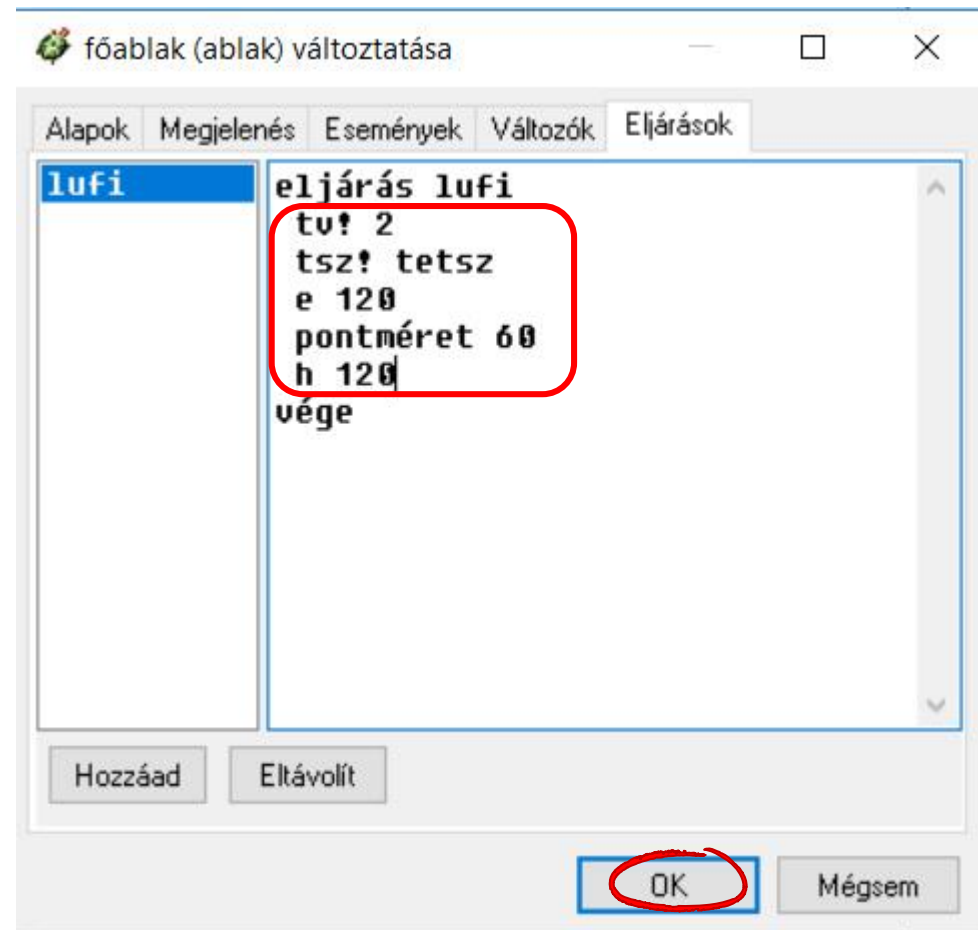 főablak (ablak) változtatása
Alapok Megjelenés Események Változók Eljárások
lufi
eljárás lufi
tv! 2
tsz! tetsz
e 120
pontméret 60
h 120
vége
Hozzáad Eltávolít
OK Mégsem